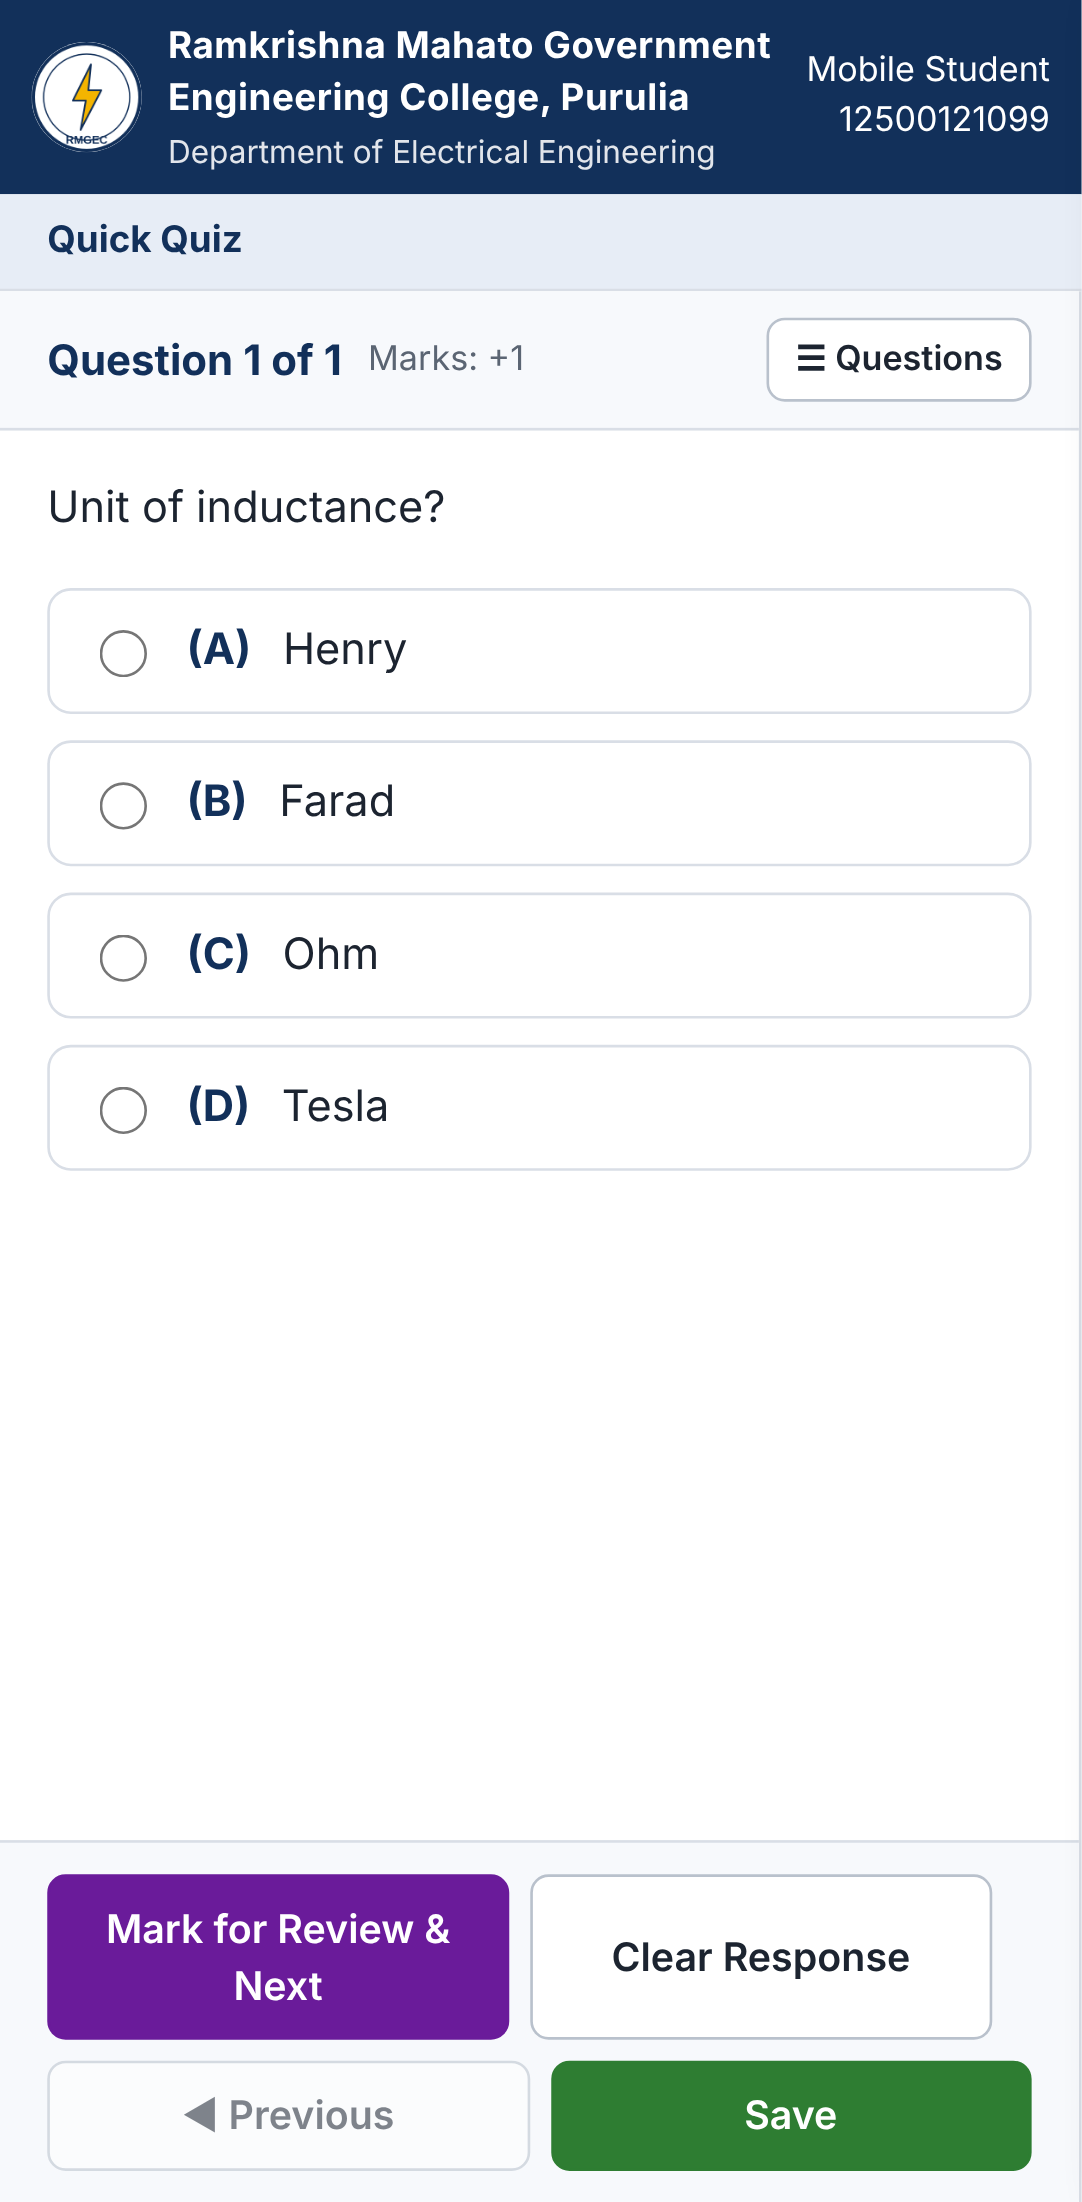 RMGEC
Ramkrishna Mahato Government
Engineering College, Purulia
Department of Electrical Engineering
Mobile Student
12500121099
Quick Quiz
Question 1 of 1 Marks: +1
☰ Questions
Unit of inductance?
(A) Henry
(B) Farad
(C) Ohm
(D) Tesla
Mark for Review &
Next
Clear Response
◀ Previous
Save